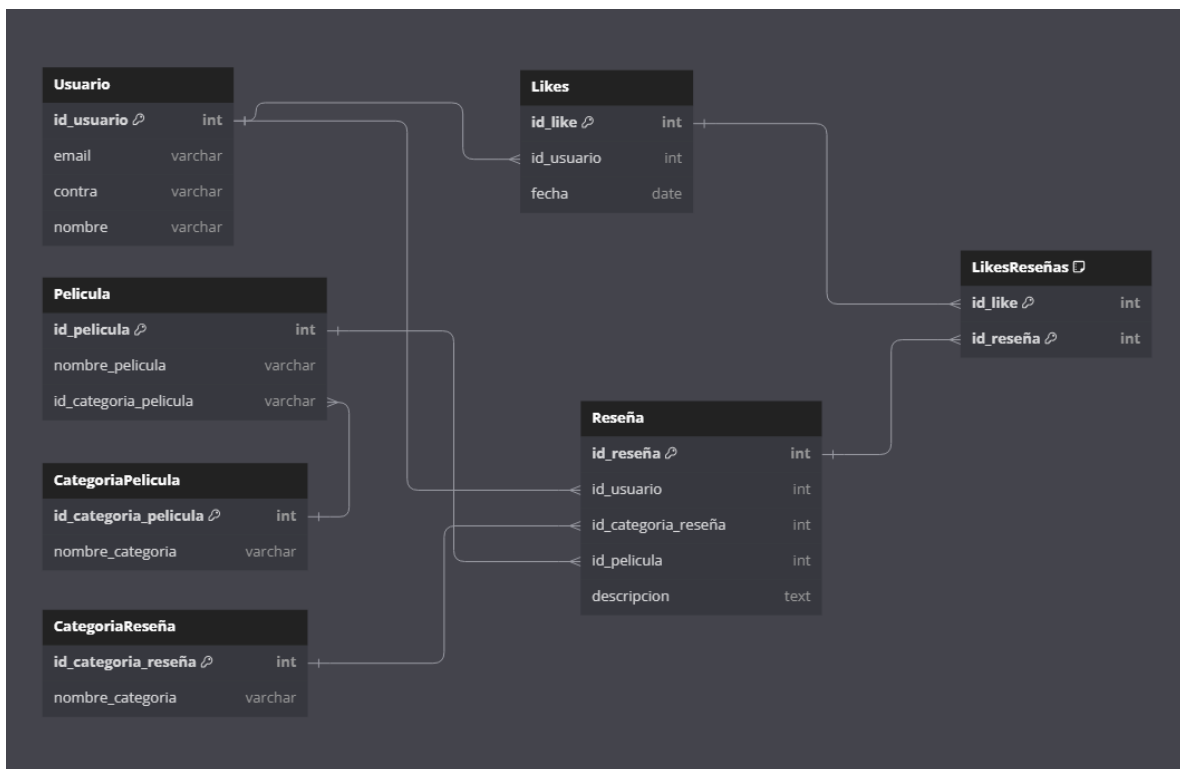 Usuario
id_usuario int
email varchar
contra varchar
nombre varchar
Likes
id_like int
id_usuario int
fecha date
LikesReseñas
id_like int
id_reseña int
Pelicula
id_pelicula int
nombre_pelicula varchar
id_categoria_pelicula varchar
Reseña
id_reseña int
id_usuario int
id_categoria_reseña int
id_pelicula int
descripcion text
CategoriaPelicula
id_categoria_pelicula int
nombre_categoria varchar
CategoriaReseña
id_categoria_reseña int
nombre_categoria varchar